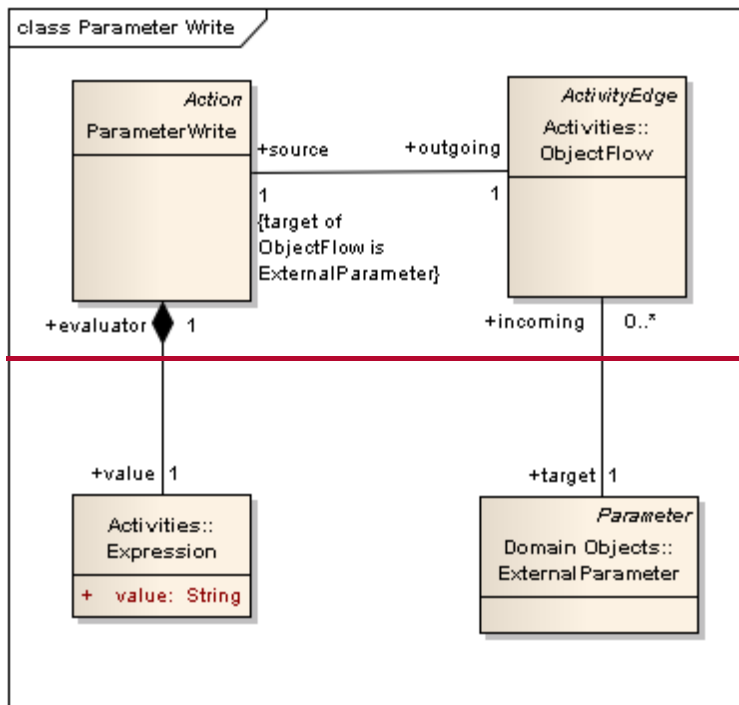 class Parameter Write
Action
ParameterWrite
ActivityEdge
Activities::
ObjectFlow
+source
+outgoing
1
1
{target of
ObjectFlow is
ExternalParameter}
+evaluator
1
+incoming
0..*
+value
1
+target
1
Activities::
Expression
+ value: String
Parameter
Domain Objects::
ExternalParameter